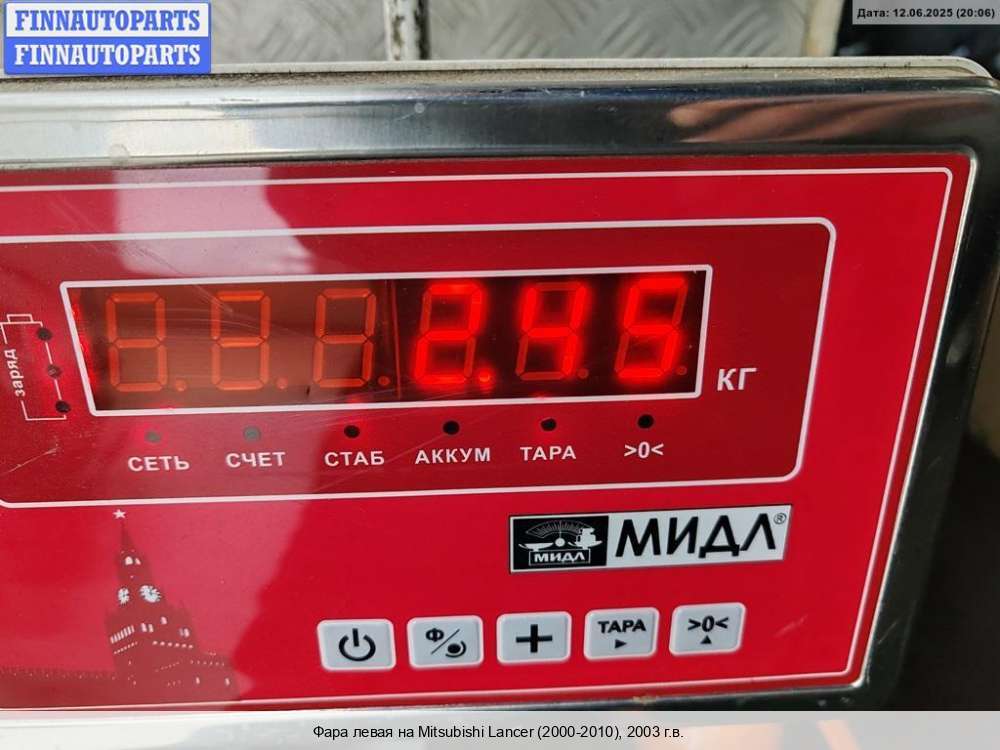 FINNAUTOPARTS
FINNAUTOPARTS
Дата: 12.06.2025 (20:06)
2.45
КГ
заряд
СЕТЬ СЧЕТ СТАБ АККУМ ТАРА >0<
МИДЛ МИДЛ®
Ф ТАРА >0<
Фара левая на Mitsubishi Lancer (2000-2010), 2003 г.в.